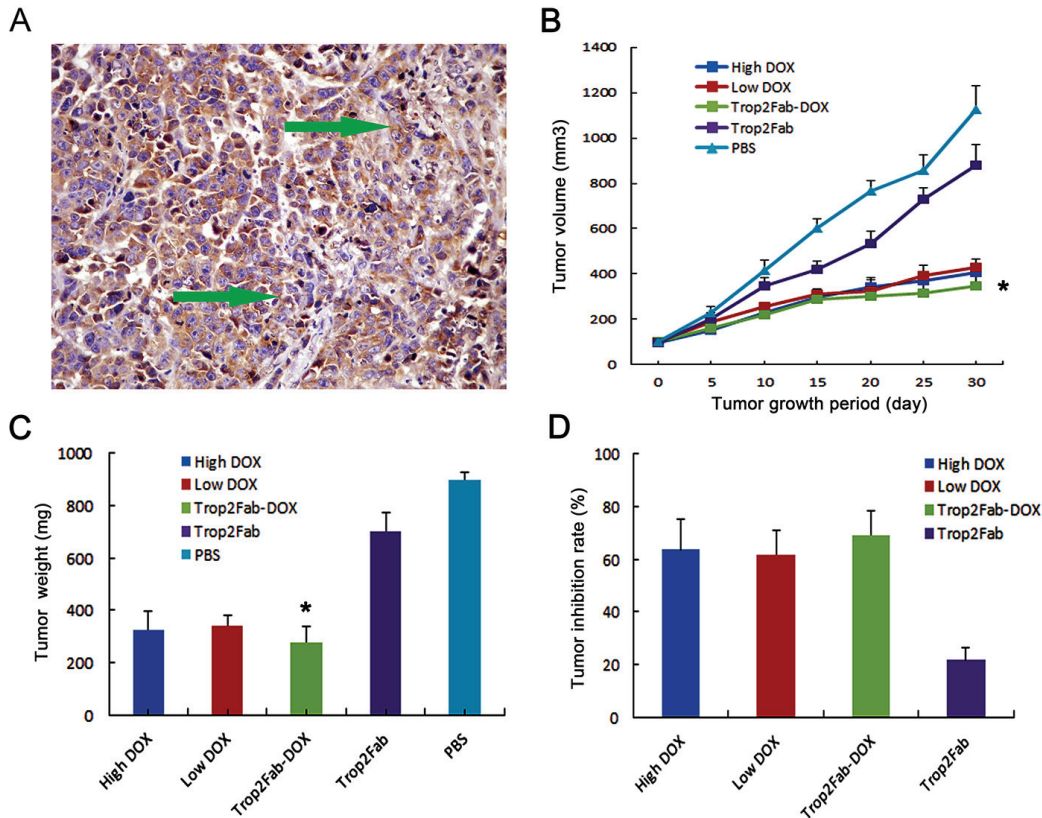 A
B
1400
1200
1000
800
600
400
200
0
Tumor volume (mm3)
High DOX
Low DOX
Trop2Fab-DOX
Trop2Fab
PBS
*
0 5 10 15 20 25 30
Tumor growth period (day)
C
1000
800
600
400
200
0
Tumor weight (mg)
High DOX
Low DOX
Trop2Fab-DOX
Trop2Fab
PBS
*
High DOX
Low DOX
Trop2Fab-DOX
Trop2Fab
PBS
D
100
80
60
40
20
0
Tumor inhibition rate (%)
High DOX
Low DOX
Trop2Fab-DOX
Trop2Fab
High DOX
Low DOX
Trop2Fab-DOX
Trop2Fab